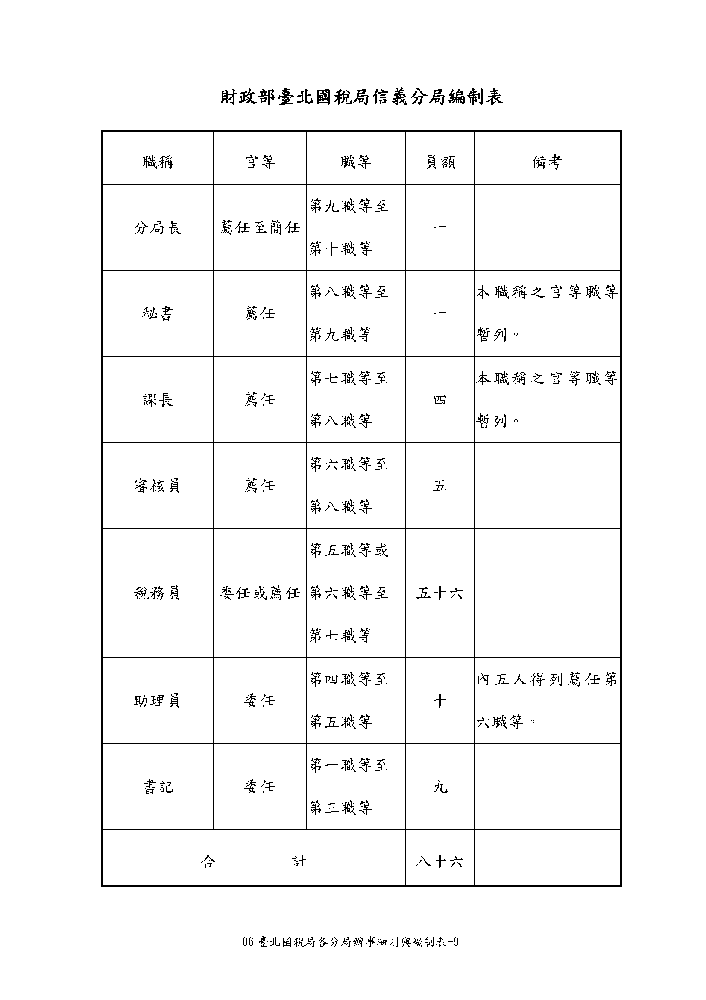 財政部臺北國稅局信義分局編制表
職稱 官等 職等 員額 備考
分局長 薦任至簡任 第九職等至 一
第十職等
秘書 薦任 第八職等至 一 本職稱之官等職等
第九職等 暫列。
課長 薦任 第七職等至 四 本職稱之官等職等
第八職等 暫列。
審核員 薦任 第六職等至 五
第八職等
稅務員 委任或薦任 第五職等或 五十六
第六職等至
第七職等
助理員 委任 第四職等至 十 內五人得列薦任第
第五職等 六職等。
書記 委任 第一職等至 九
第三職等
合 計 八十六
06 臺北國稅局各分局辦事細則與編制表-9